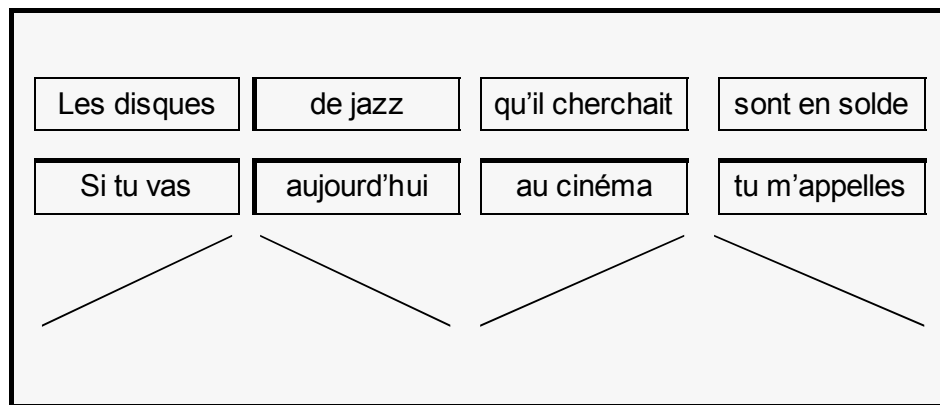 Les disques de jazz qu'il cherchait sont en solde
Si tu vas aujourd’hui au cinéma tu m’appelles